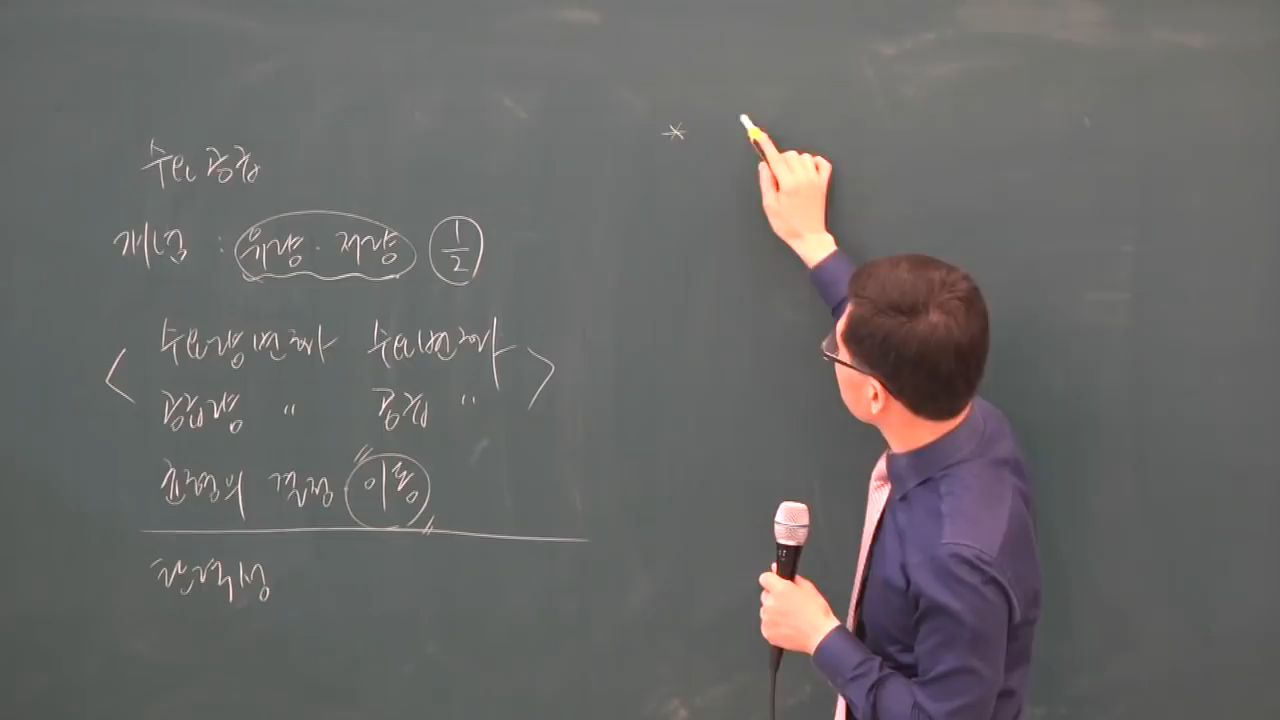 수요 공급
개념 : 유량 · 저량 1/2
< 수요량변화 수요변화 >
공급량 " 공급 "
균형의 결정 "이동"
탄력성
*